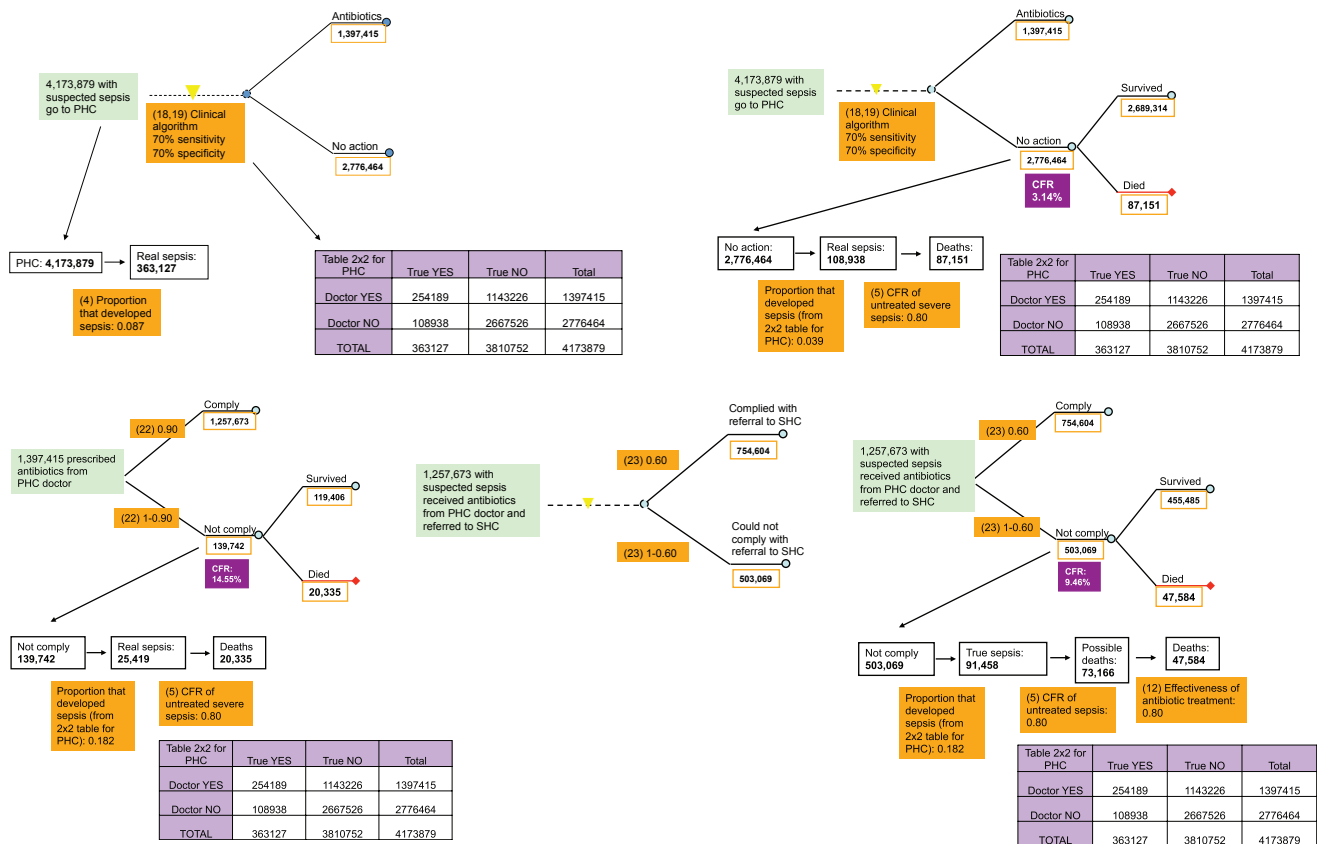 Antibiotics
1,397,415
4,173,879 with
suspected sepsis
go to PHC
(18,19) Clinical
algorithm
70% sensitivity
70% specificity
No action
2,776,464
PHC: 4,173,879
Real sepsis:
363,127
(4) Proportion
that developed
sepsis: 0.087
Table 2x2 for
PHC
True YES
True NO
Total
Doctor YES
254189
1143226
1397415
Doctor NO
108938
2667526
2776464
TOTAL
363127
3810752
4173879
Antibiotics
1,397,415
4,173,879 with
suspected sepsis
go to PHC
(18,19) Clinical
algorithm
70% sensitivity
70% specificity
Survived
2,689,314
No action
2,776,464
CFR
3.14%
Died
87,151
No action:
2,776,464
Real sepsis:
108,938
Deaths:
87,151
Proportion that
developed
sepsis (from
2x2 table for
PHC): 0.039
(5) CFR of
untreated severe
sepsis: 0.80
Table 2x2 for
PHC
True YES
True NO
Total
Doctor YES
254189
1143226
1397415
Doctor NO
108938
2667526
2776464
TOTAL
363127
3810752
4173879
Comply
1,257,673
(22) 0.90
1,397,415 prescribed
antibiotics from
PHC doctor
(22) 1-0.90
Survived
119,406
Not comply
139,742
CFR:
14.55%
Died
20,335
Not comply
139,742
Real sepsis:
25,419
Deaths
20,335
Proportion that
developed
sepsis (from
2x2 table for
PHC): 0.182
(5) CFR of
untreated severe
sepsis: 0.80
Table 2x2 for
PHC
True YES
True NO
Total
Doctor YES
254189
1143226
1397415
Doctor NO
108938
2667526
2776464
TOTAL
363127
3810752
4173879
Complied with
referral to SHC
754,604
(23) 0.60
1,257,673 with
suspected sepsis
received antibiotics
from PHC doctor and
referred to SHC
Could not
comply with
referral to SHC
(23) 1-0.60
503,069
Comply
754,604
(23) 0.60
1,257,673 with
suspected sepsis
received antibiotics
from PHC doctor and
referred to SHC
(23) 1-0.60
Survived
455,485
Not comply
503,069
CFR:
9.46%
Died
47,584
Not comply
503,069
True sepsis:
91,458
Possible
deaths:
73,166
Deaths:
47,584
Proportion that
developed
sepsis (from
2x2 table for
PHC): 0.182
(5) CFR of
untreated sepsis:
0.80
(12) Effectiveness of
antibiotic treatment:
0.80
Table 2x2 for
PHC
True YES
True NO
Total
Doctor YES
254189
1143226
1397415
Doctor NO
108938
2667526
2776464
TOTAL
363127
3810752
4173879